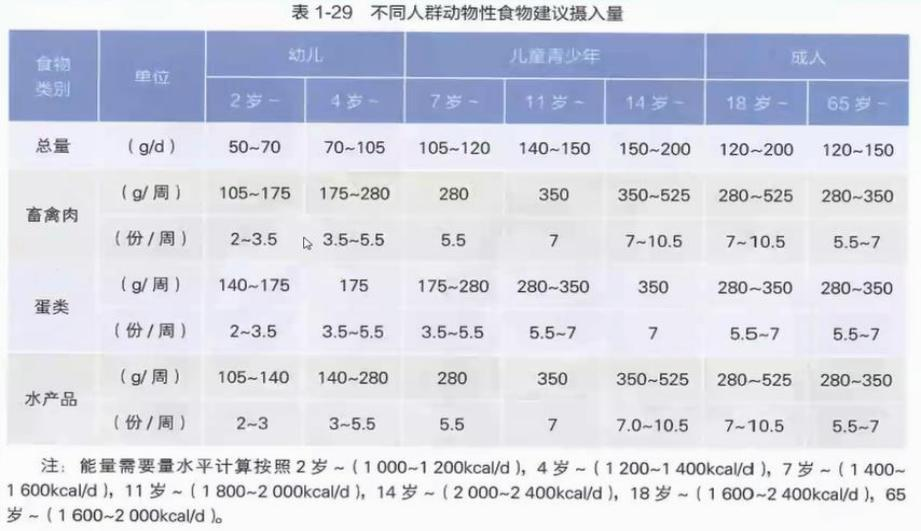 表 1-29 不同人群动物性食物建议摄入量
食物类别 单位 幼儿 儿童青少年 成人
2 岁 ~ 4 岁 ~ 7 岁 ~ 11 岁 ~ 14 岁 ~ 18 岁 ~ 65 岁 ~
总量 (g/d) 50~70 70~105 105~120 140~150 150~200 120~200 120~150
畜禽肉 (g/周) 105~175 175~280 280 350 350~525 280~525 280~350
(份/周) 2~3.5 3.5~5.5 5.5 7 7~10.5 7~10.5 5.5~7
蛋类 (g/周) 140~175 175 175~280 280~350 350 280~350 280~350
(份/周) 2~3.5 3.5~5.5 3.5~5.5 5.5~7 7 5.5~7 5.5~7
水产品 (g/周) 105~140 140~280 280 350 350~525 280~525 280~350
(份/周) 2~3 3~5.5 5.5 7 7.0~10.5 7~10.5 5.5~7
注：能量需要量水平计算按照 2 岁 ~（1 000~1 200kcal/d），4 岁 ~（1 200~1 400kcal/d），7 岁 ~（1 400~
1 600kcal/d），11 岁 ~（1 800~2 000kcal/d），14 岁 ~（2 000~2 400kcal/d），18 岁 ~（1 600~2 400kcal/d），65
岁 ~（1 600~2 000kcal/d）。